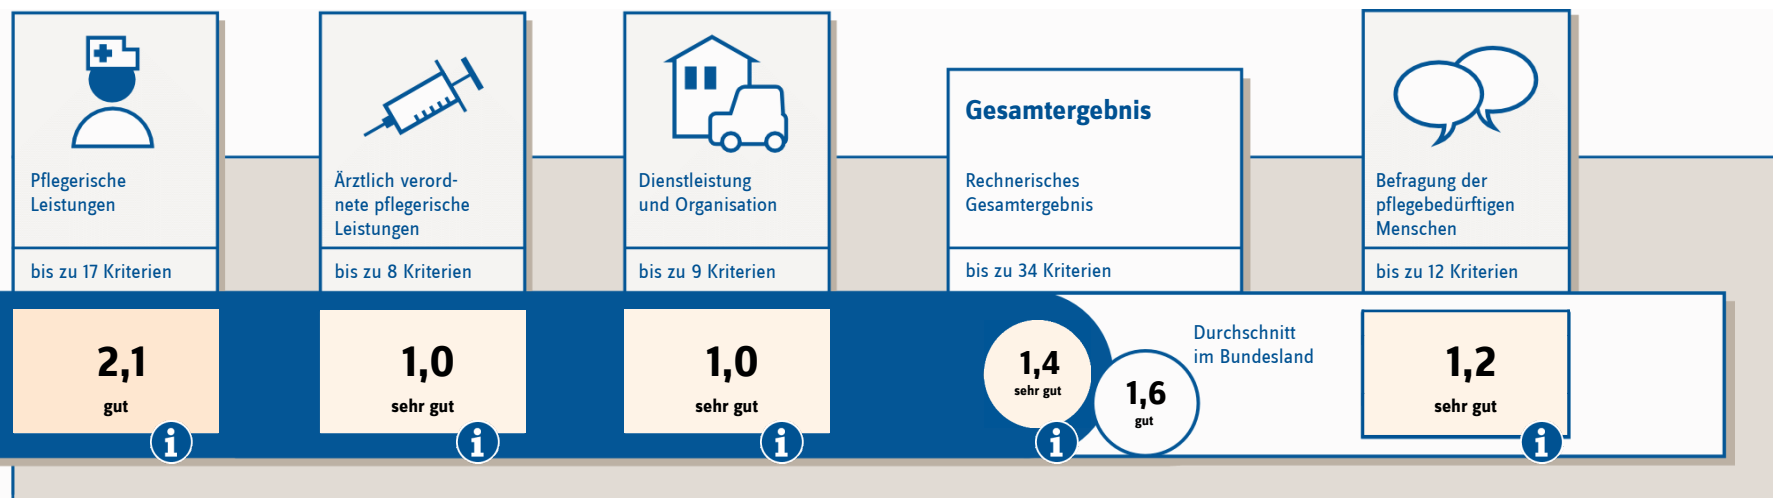 Pflegerische
Leistungen
bis zu 17 Kriterien
2,1
gut
i
Ärztlich verord-
nete pflegerische
Leistungen
bis zu 8 Kriterien
1,0
sehr gut
i
Dienstleistung
und Organisation
bis zu 9 Kriterien
1,0
sehr gut
i
Gesamtergebnis
Rechnerisches
Gesamtergebnis
bis zu 34 Kriterien
1,4
sehr gut
i
Durchschnitt
im Bundesland
1,6
gut
Befragung der
pflegebedürftigen
Menschen
bis zu 12 Kriterien
1,2
sehr gut
i